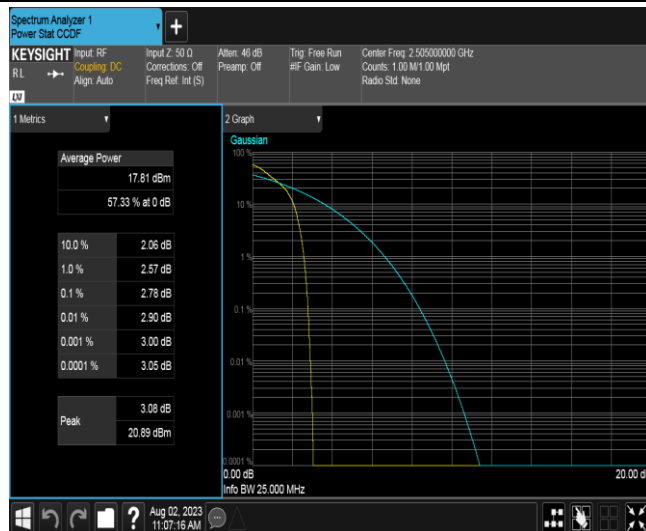 Spectrum Analyzer 1
Power Stat CCDF
+
KEYSIGHT Input: RF Input Z: 50 Ω Atten: 46 dB Trig: Free Run Center Freq: 2.505000000 GHz
RL Coupling: DC Corrections: Off Preamp: Off #IF Gain: Low Counts: 1.00 M/1.00 Mpt
Align: Auto Freq Ref: Int (S) Radio Std: None
1 Metrics
Average Power
17.81 dBm
57.33 % at 0 dB
10.0 % 2.06 dB
1.0 % 2.57 dB
0.1 % 2.78 dB
0.01 % 2.90 dB
0.001 % 3.00 dB
0.0001 % 3.05 dB
Peak 3.08 dB
20.89 dBm
2 Graph
Gaussian
100 %
10 %
1 %
0.1 %
0.01 %
0.001 %
0.0001 %
0.00 dB 20.00 d
Info BW 25.000 MHz
? Aug 02, 2023
11:07:16 AM